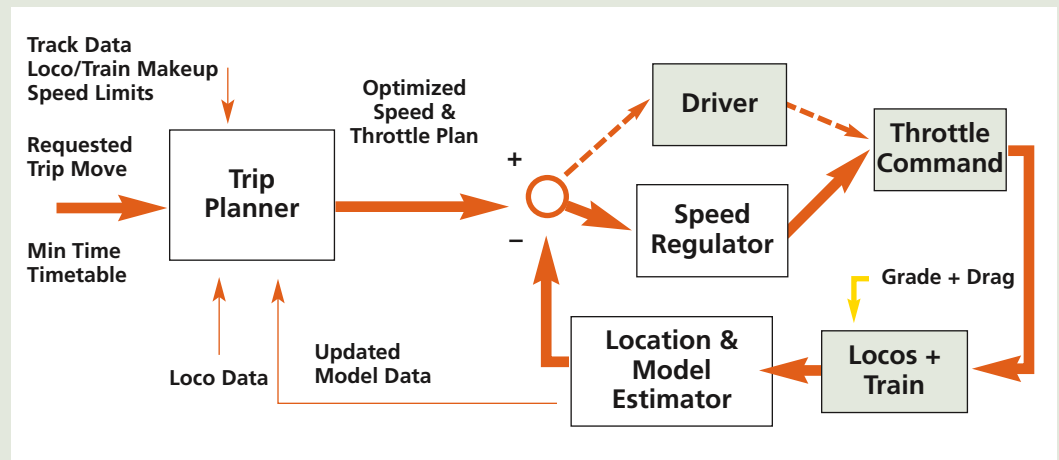 Track Data
Loco/Train Makeup
Speed Limits
Requested
Trip Move
Min Time
Timetable
Trip
Planner
Loco Data
Updated
Model Data
Optimized
Speed &
Throttle Plan
+
–
Driver
Speed
Regulator
Throttle
Command
Grade + Drag
Locos +
Train
Location &
Model
Estimator